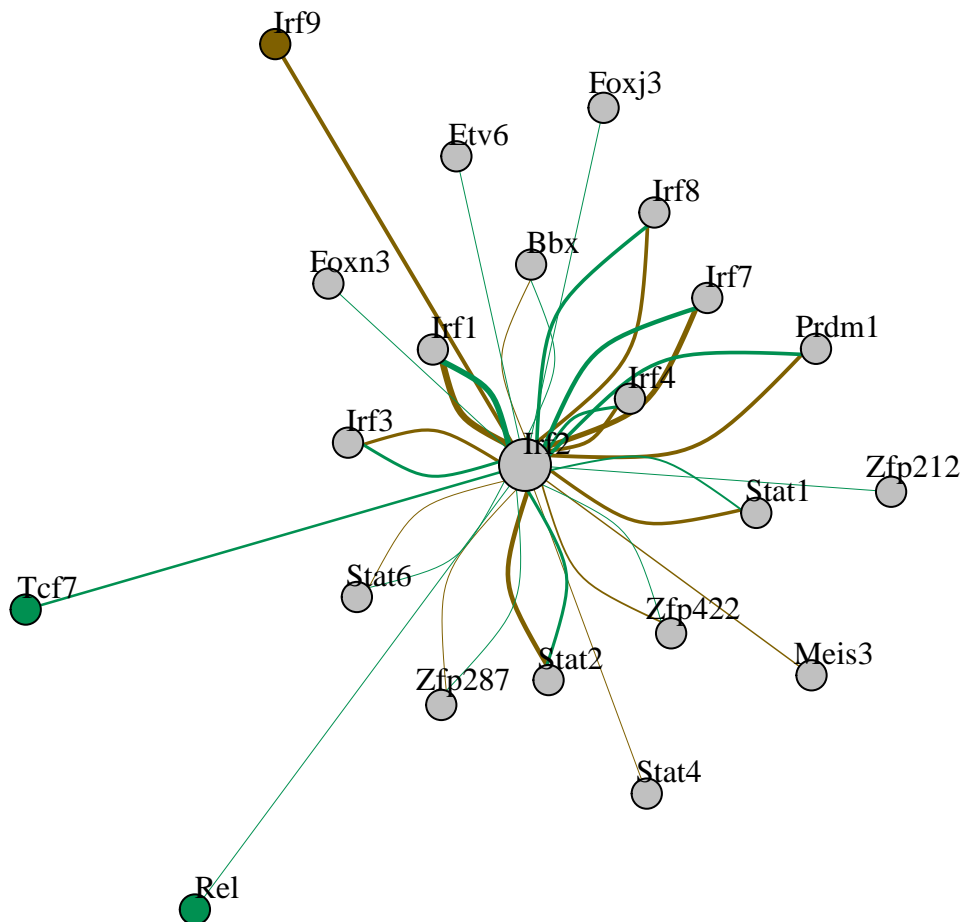 Irf9
Foxj3
Etv6
Irf8
Bbx
Foxn3
Irf7
Irf1
Prdm1
Irf4
Irf3
Irf2
Zfp212
Stat1
Stat6
Tcf7
Zfp422
Stat2
Meis3
Zfp287
Stat4
Rel